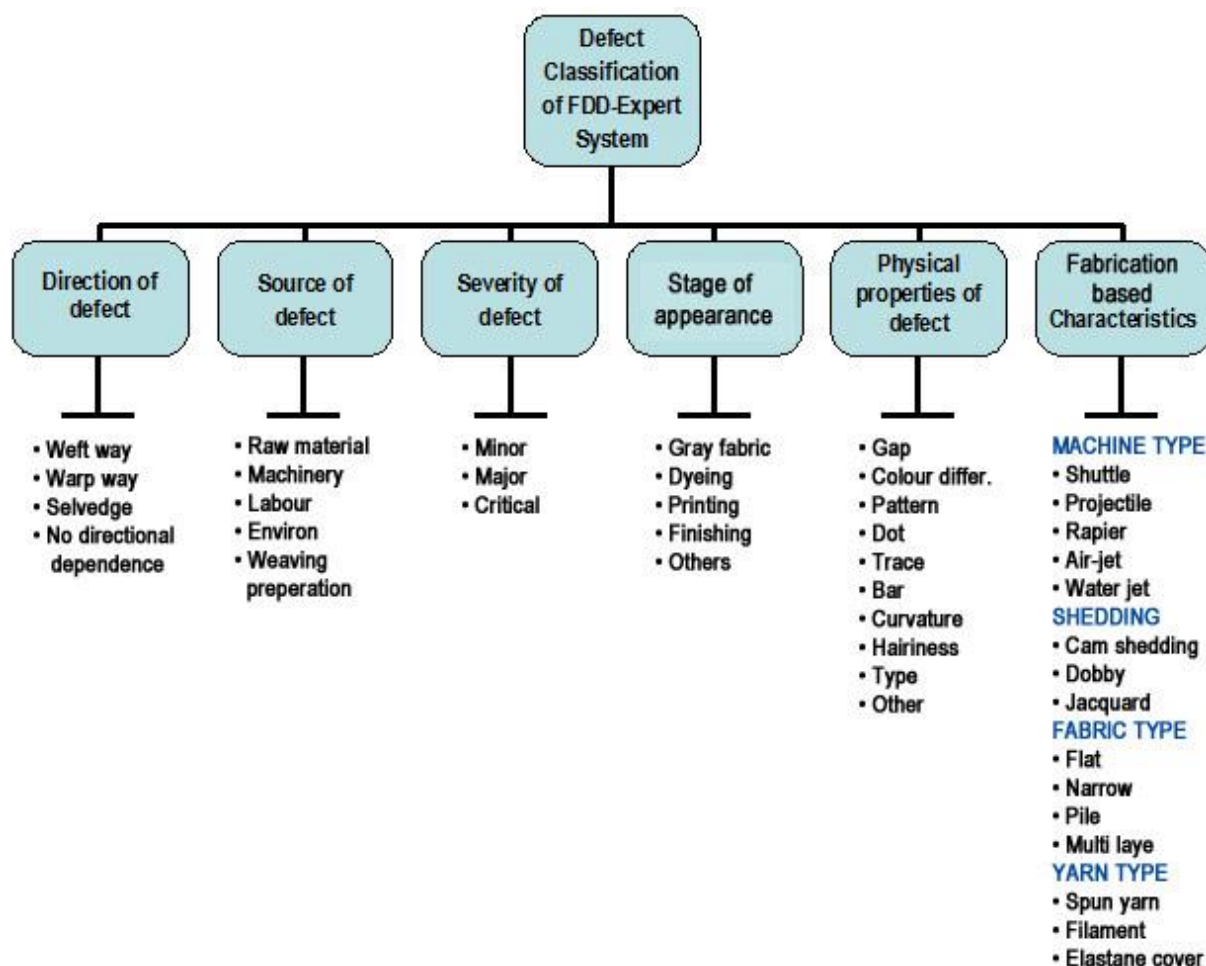 Defect
Classification
of FDD-Expert
System
Direction of
defect
Source of
defect
Severity of
defect
Stage of
appearance
Physical
properties of
defect
Fabrication
based
Characteristics
• Weft way
• Warp way
• Selvedge
• No directional
dependence
• Raw material
• Machinery
• Labour
• Environ
• Weaving
preperation
• Minor
• Major
• Critical
• Gray fabric
• Dyeing
• Printing
• Finishing
• Others
• Gap
• Colour differ.
• Pattern
• Dot
• Trace
• Bar
• Curvature
• Hairiness
• Type
• Other
MACHINE TYPE
• Shuttle
• Projectile
• Rapier
• Air-jet
• Water jet
SHEDDING
• Cam shedding
• Dobby
• Jacquard
FABRIC TYPE
• Flat
• Narrow
• Pile
• Multi laye
YARN TYPE
• Spun yarn
• Filament
• Elastane cover